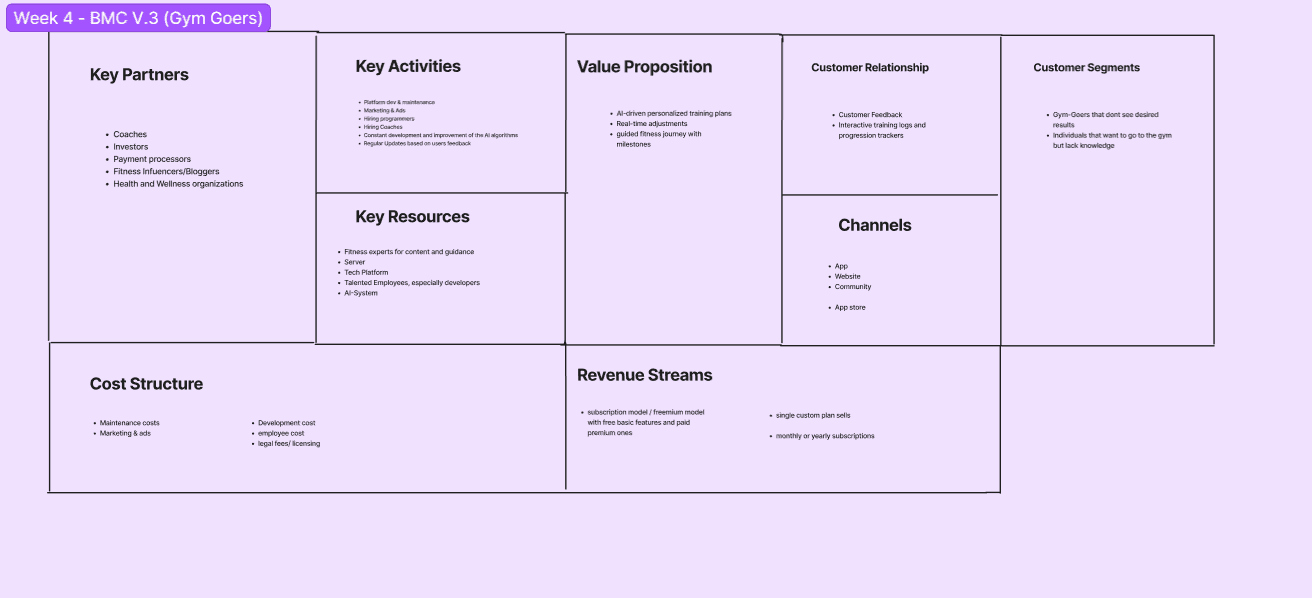 Week 4 - BMC V.3 (Gym Goers)
Key Partners
• Coaches
• Investors
• Payment processors
• Fitness Infuencers/Bloggers
• Health and Wellness organizations
Key Activities
• Platform dev & maintenance
• Marketing & Ads
• Hiring programmers
• Hiring Coaches
• Constant development and improvement of the AI algorithms
• Regular Updates based on users feedback
Key Resources
• Fitness experts for content and guidance
• Server
• Tech Platform
• Talented Employees, especially developers
• AI-System
Value Proposition
• AI-driven personalized training plans
• Real-time adjustments
• guided fitness journey with
milestones
Customer Relationship
• Customer Feedback
• Interactive training logs and
progression trackers
Channels
• App
• Website
• Community
• App store
Customer Segments
• Gym-Goers that dont see desired
results
• Individuals that want to go to the gym
but lack knowledge
Cost Structure
• Maintenance costs
• Marketing & ads
• Development cost
• employee cost
• legal fees/ licensing
Revenue Streams
• subscription model / freemium model
with free basic features and paid
premium ones
• single custom plan sells
• monthly or yearly subscriptions